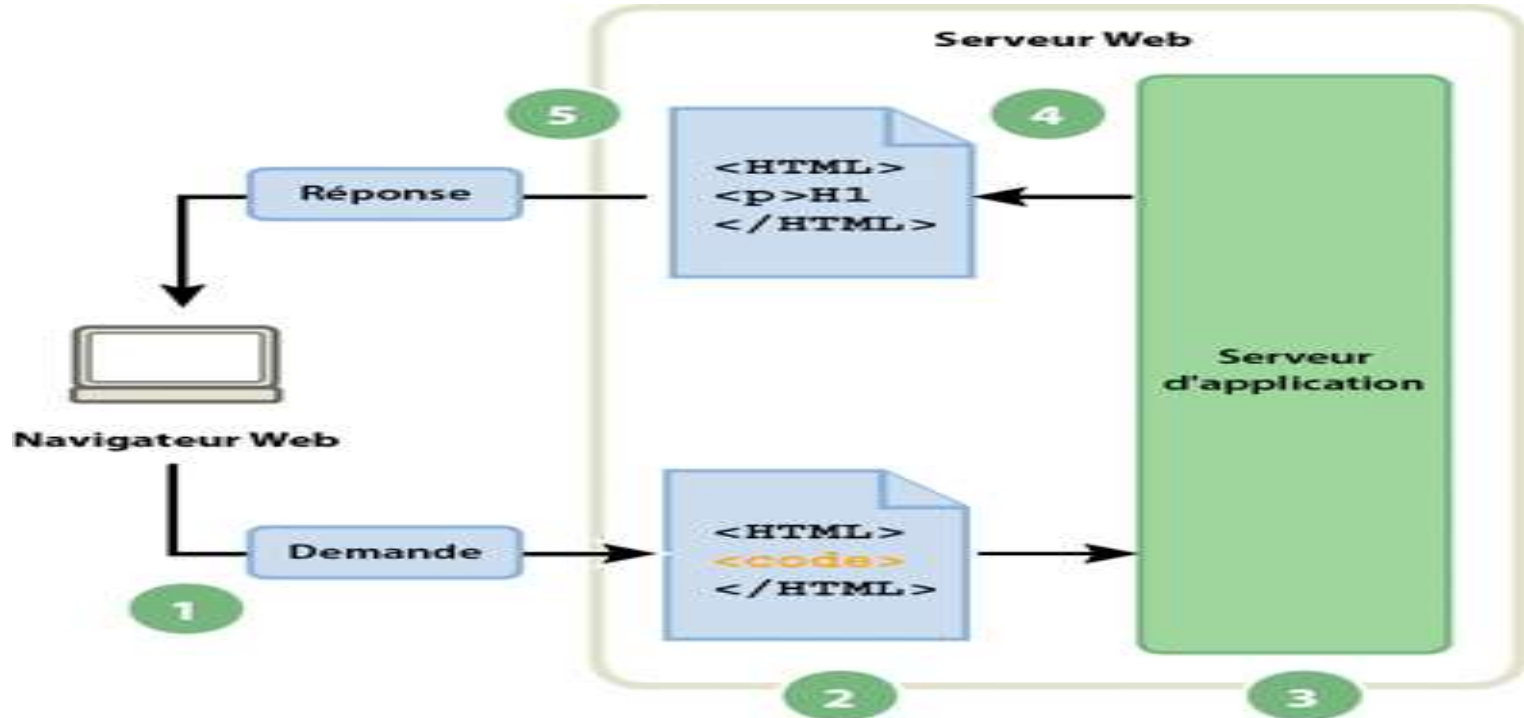 Serveur Web
5
4
<HTML>
<p>H1
</HTML>
Réponse
Serveur
d'application
Navigateur Web
Demande
<HTML>
<code>
</HTML>
1
2
3